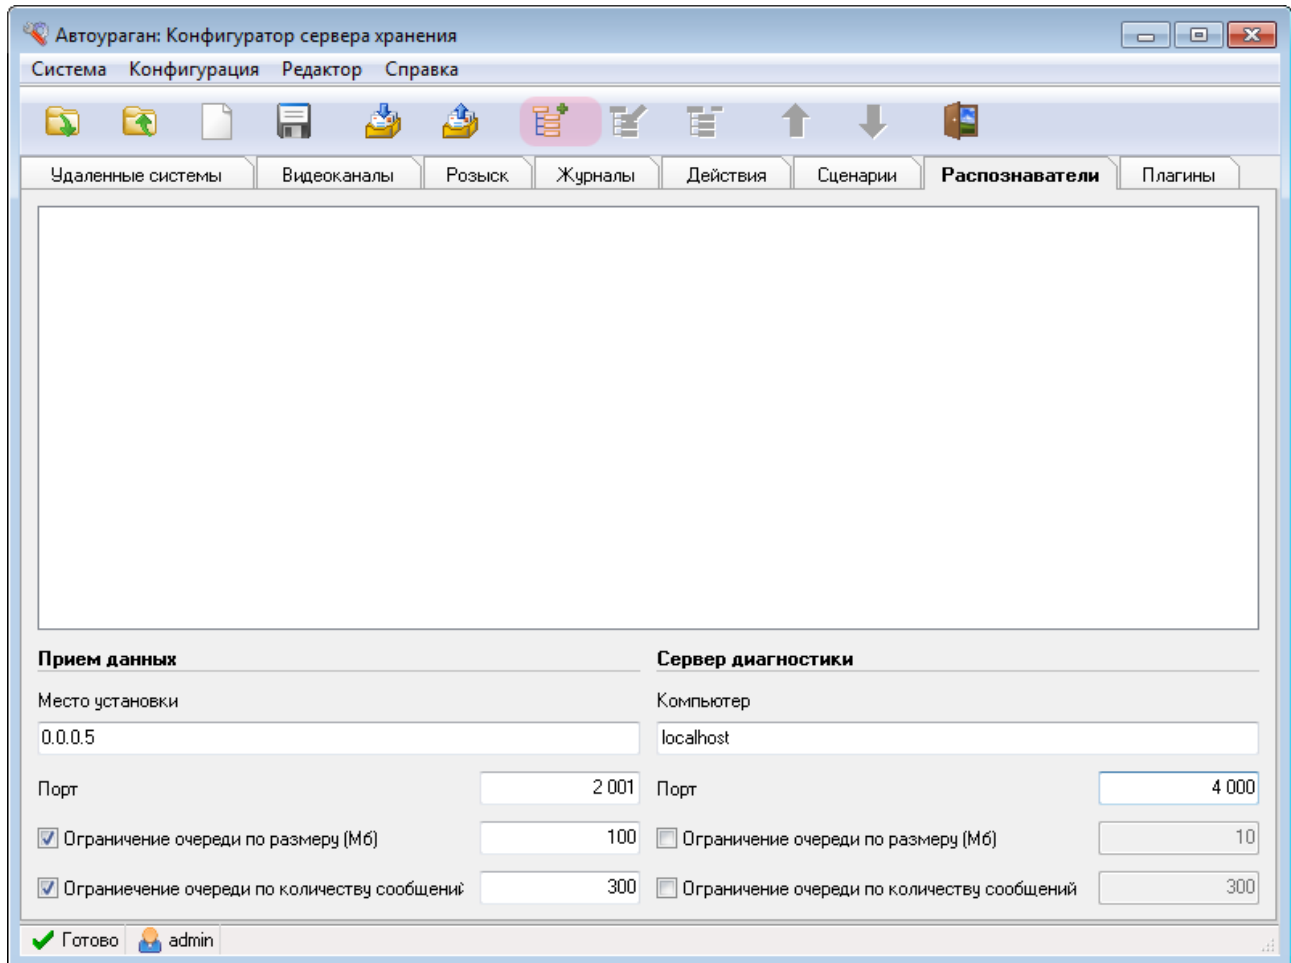 Автоураган: Конфигуратор сервера хранения
Система Конфигурация Редактор Справка
Удаленные системы Видеоканалы Розыск Журналы Действия Сценарии Распознаватели Плагины
Прием данных Сервер диагностики
Место установки Компьютер
0.0.0.5 localhost
Порт 2 001 Порт 4 000
Ограничение очереди по размеру (Мб) 100 Ограничение очереди по размеру (Мб) 10
Ограниечение очереди по количеству сообщений 300 Ограничение очереди по количеству сообщений 300
Готово admin